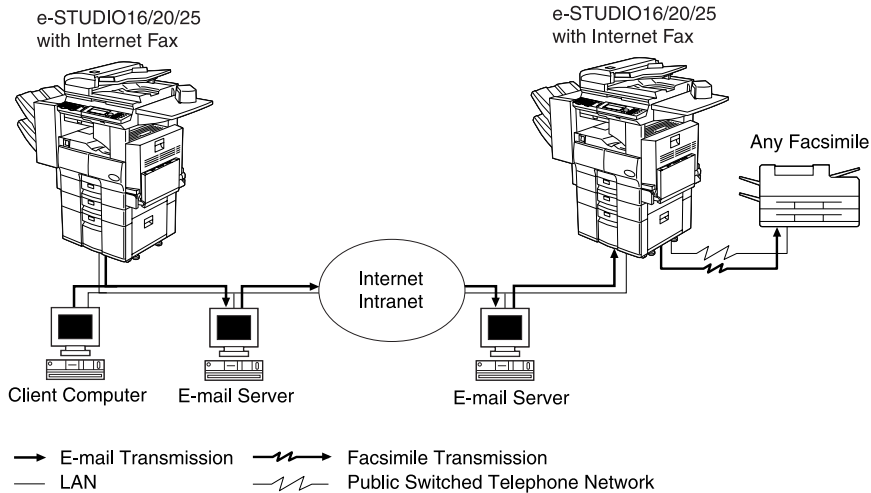 e-STUDIO16/20/25
with Internet Fax
e-STUDIO16/20/25
with Internet Fax
Any Facsimile
Internet
Intranet
Client Computer
E-mail Server
E-mail Server
E-mail Transmission
Facsimile Transmission
LAN
Public Switched Telephone Network